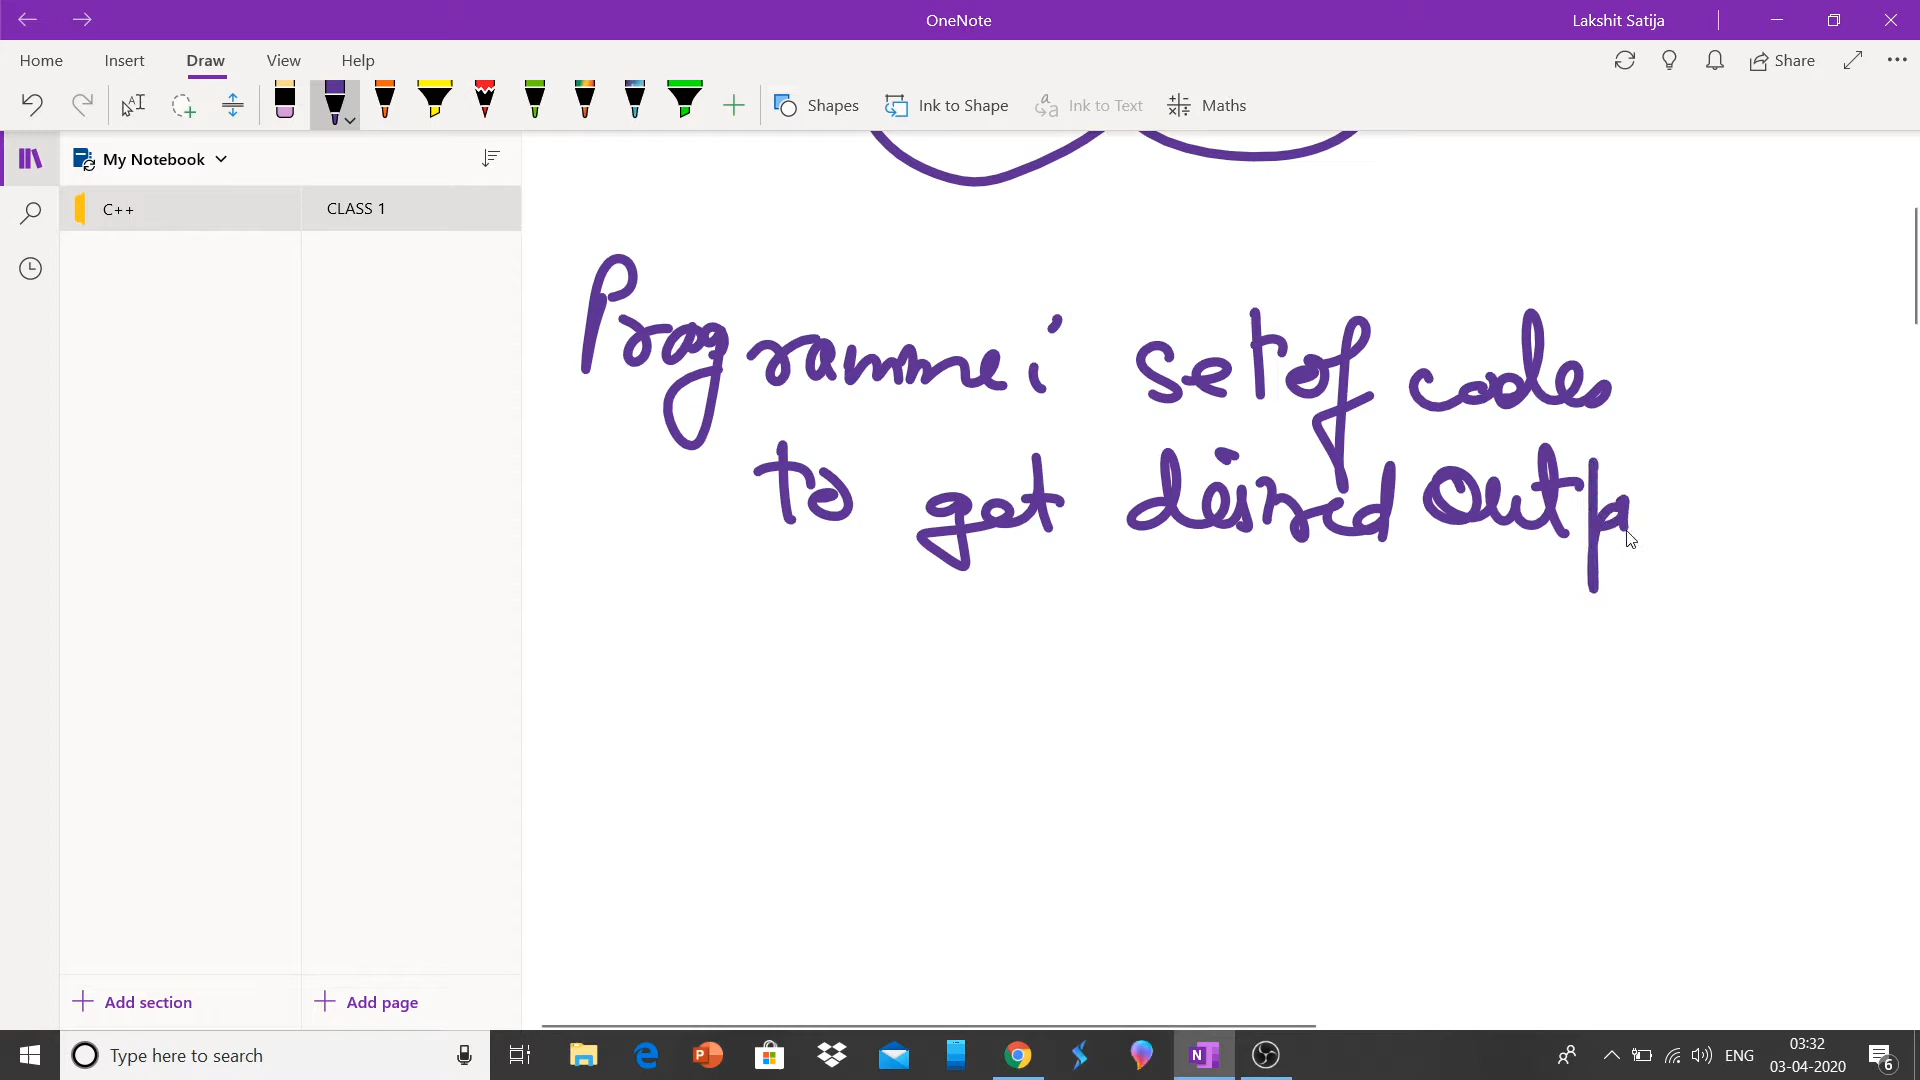 OneNote
Lakshit Satija
Home Insert Draw View Help
Share
Shapes Ink to Shape Ink to Text Maths
My Notebook
C++ CLASS 1
Programme: set of codes
to get desired Outp
Add section Add page
Type here to search
ENG
03:32
03-04-2020
6